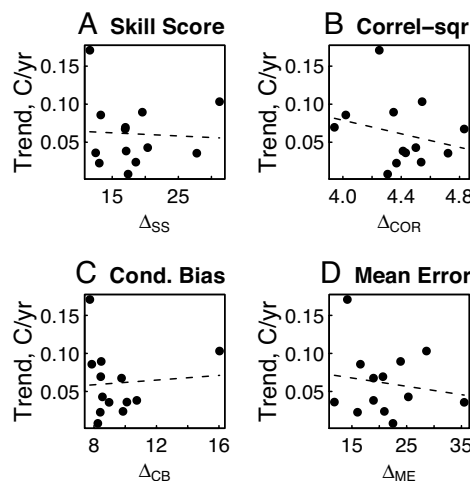 A Skill Score
Trend, C/yr
0.15
0.10
0.05
15 25
ΔSS
B Correl-sqr
Trend, C/yr
0.15
0.10
0.05
4.0 4.4 4.8
ΔCOR
C Cond. Bias
Trend, C/yr
0.15
0.10
0.05
8 10 12 14 16
ΔCB
D Mean Error
Trend, C/yr
0.15
0.10
0.05
15 25 35
ΔME